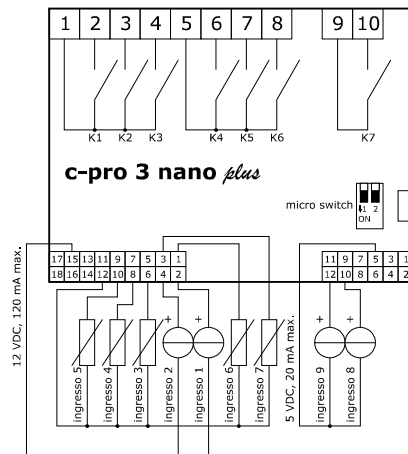 1 2 3 4 5 6 7 8 9 10
K1 K2 K3 K4 K5 K6 K7
c-pro 3 nano plus
micro switch
1 2
ON
17 15 13 11 9 7 5 3 1
18 16 14 12 10 8 6 4 2
11 9 7 5 3 1
12 10 8 6 4 2
12 VDC, 120 mA max.
ingresso 5
ingresso 4
ingresso 3
+
ingresso 2
+
ingresso 1
ingresso 6
ingresso 7
5 VDC, 20 mA max.
+
ingresso 9
+
ingresso 8